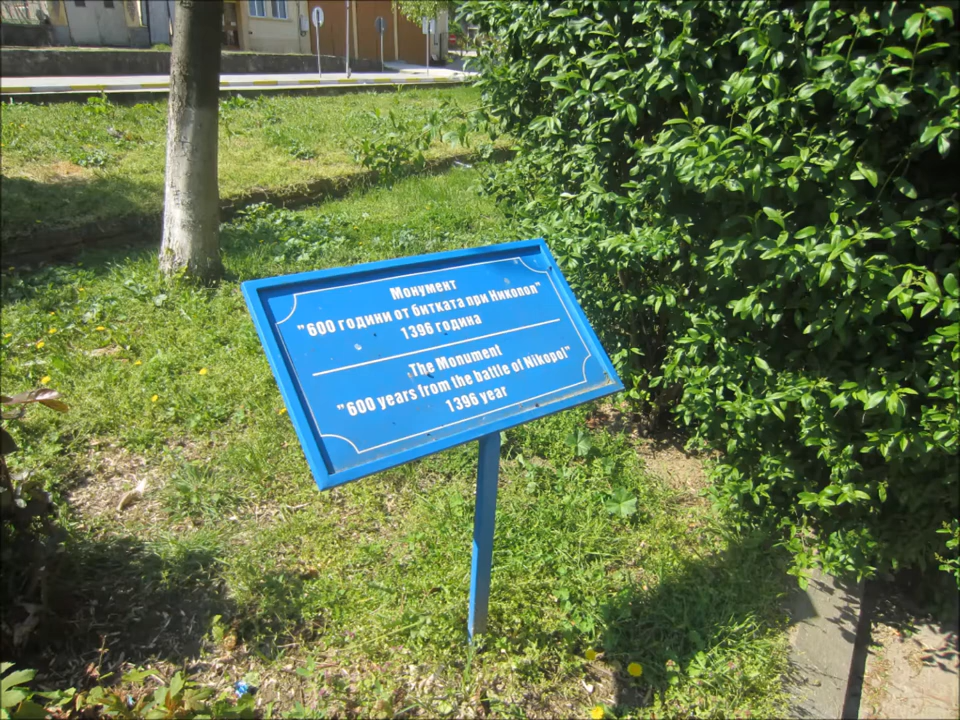 Монумент
"600 години от битката при Никопол"
1396 година
The Monument
"600 years from the battle of Nikopol"
1396 year